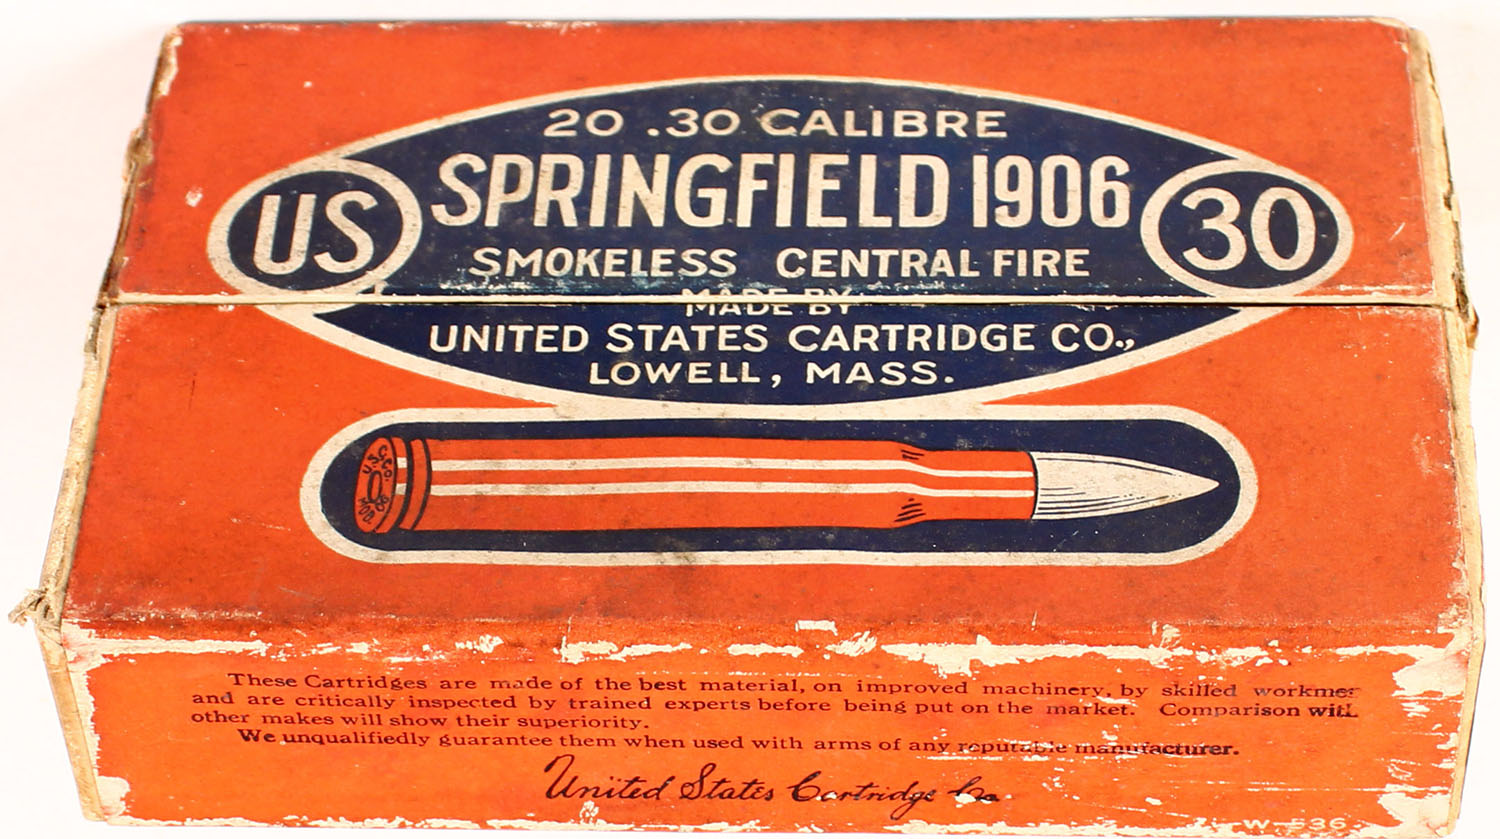 20 .30 CALIBRE
US SPRINGFIELD 1906 30
SMOKELESS CENTRAL FIRE
MADE BY
UNITED STATES CARTRIDGE CO.,
LOWELL, MASS.
U.S.C.CO.
These Cartridges are made of the best material, on improved machinery, by skilled
and are critically inspected by trained experts before being put on the market. Comparison with
other makes will show their superiority.
We unqualifiedly guarantee them when used with arms of any reputable manufacturer.
United States Cartridge Co.
W-536